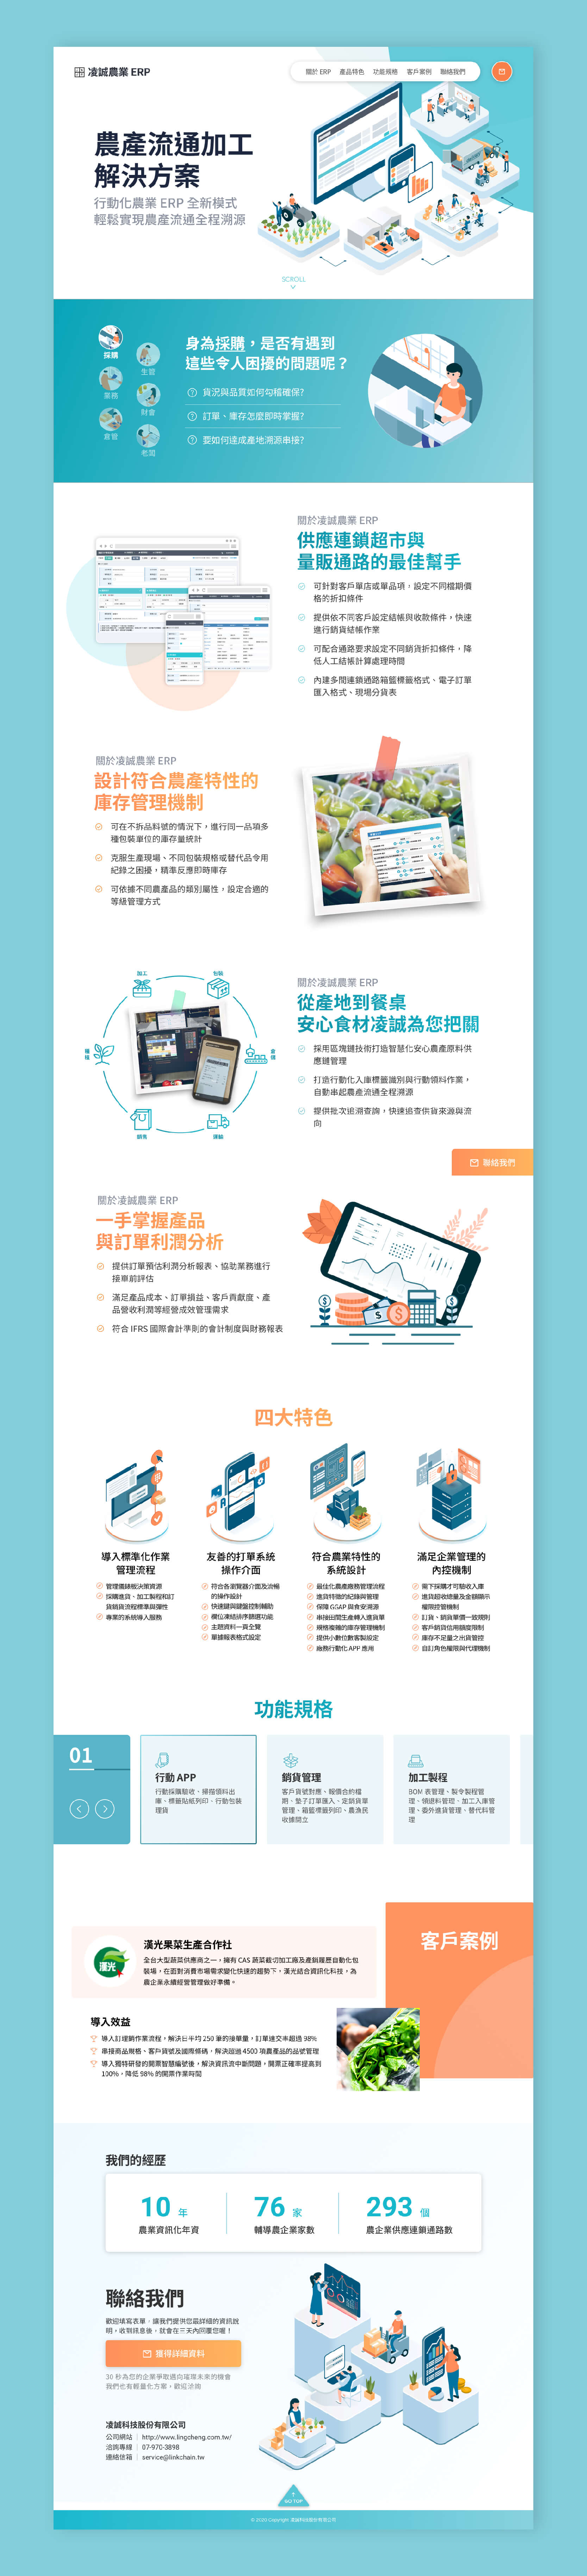 凌誠農業 ERP
關於 ERP 產品特色 功能規格 客戶案例 聯絡我們
農產流通加工
解決方案
行動化農業 ERP 全新模式
輕鬆實現農產流通全程溯源
SCROLL
採購
生管
業務
財會
倉管
老闆
身為採購，是否有遇到
這些令人困擾的問題呢？
貨況與品質如何勾稽確保?
訂單、庫存怎麼即時掌握?
要如何達成產地溯源串接?
關於凌誠農業 ERP
供應連鎖超市與
量販通路的最佳幫手
可針對客戶單店或單品項，設定不同檔期價
格的折扣條件
提供依不同客戶設定結帳與收款條件，快速
進行銷貨結帳作業
可配合通路要求設定不同銷貨折扣條件，降
低人工結帳計算處理時間
內建多間連鎖通路箱籃標籤格式、電子訂單
匯入格式、現場分貨表
關於凌誠農業 ERP
設計符合農產特性的
庫存管理機制
可在不拆品料號的情況下，進行同一品項多
種包裝單位的庫存量統計
克服生產現場、不同包裝規格或替代品令用
紀錄之困擾，精準反應即時庫存
可依據不同農產品的類別屬性，設定合適的
等級管理方式
加工
包裝
種植
倉儲
銷售
運輸
關於凌誠農業 ERP
從產地到餐桌
安心食材凌誠為您把關
採用區塊鏈技術打造智慧化安心農產原料供
應鏈管理
打造行動化入庫標籤識別與行動領料作業，
自動串起農產流通全程溯源
提供批次追溯查詢，快速追查供貨來源與流
向
聯絡我們
關於凌誠農業 ERP
一手掌握產品
與訂單利潤分析
提供訂單預估利潤分析報表、協助業務進行
接單前評估
滿足產品成本、訂單損益、客戶貢獻度、產
品營收利潤等經營成效管理需求
符合 IFRS 國際會計準則的會計制度與財務報表
四大特色
導入標準化作業
管理流程
管理儀錶板決策資源
採購進貨、加工製程和訂
貨銷貨流程標準與彈性
專業的系統導入服務
友善的打單系統
操作介面
符合各瀏覽器介面及流暢
的操作設計
快速鍵與鍵盤控制輔助
欄位凍結排序篩選功能
主題資料一頁全覽
單據報表格式設定
符合農業特性的
系統設計
最佳化農產廠務管理流程
進貨特徵的紀錄與管理
保障 GGAP 與食安溯源
串接田間生產轉入進貨單
規格複雜的庫存管理機制
提供小數位數客製設定
廠務行動化 APP 應用
滿足企業管理的
內控機制
需下採購才可驗收入庫
進貨超收總量及金額顯示
權限控管機制
訂貨、銷貨單價一致規則
客戶銷貨信用額度限制
庫存不足量之出貨管控
自訂角色權限與代理機制
功能規格
01
行動 APP
行動採購驗收、掃描領料出
庫、標籤貼紙列印、行動包裝
理貨
銷貨管理
客戶貨號對應、報價合約檔
期、墊子訂單匯入、定銷貨單
管理、箱籃標籤列印、農漁民
收據開立
加工製程
BOM 表管理、製令製程管
理、領退料管理、加工入庫管
理、委外進貨管理、替代料管
理
客戶案例
漢光
漢光果菜生產合作社
全台大型蔬菜供應商之一，擁有 CAS 蔬菜截切加工廠及產銷履歷自動化包
裝場，在面對消費市場需求變化快速的趨勢下，漢光結合資訊化科技，為
農企業永續經營管理做好準備。
導入效益
導入訂理銷作業流程，解決日平均 250 筆的接單量，訂單達交率超過 98%
串接商品規格、客戶貨號及國際條碼，解決超過 4500 項農產品的品號管理
導入獨特研發的開票智慧編號後，解決資訊流中斷問題，開票正確率提高到
100%，降低 98% 的開票作業時間
我們的經歷
10 年
農業資訊化年資
76 家
輔導農企業家數
293 個
農企業供應連鎖通路數
聯絡我們
歡迎填寫表單，讓我們提供您最詳細的資訊說
明，收到訊息後，就會在三天內回覆您喔！
獲得詳細資料
30 秒為您的企業爭取邁向璀璨未來的機會
我們也有輕量化方案，歡迎洽詢
凌誠科技股份有限公司
公司網站 | http://www.lingcheng.com.tw/
洽詢專線 | 07-970-3898
連絡信箱 | service@linkchain.tw
GO TOP
© 2020 Copyright 凌誠科技股份有限公司